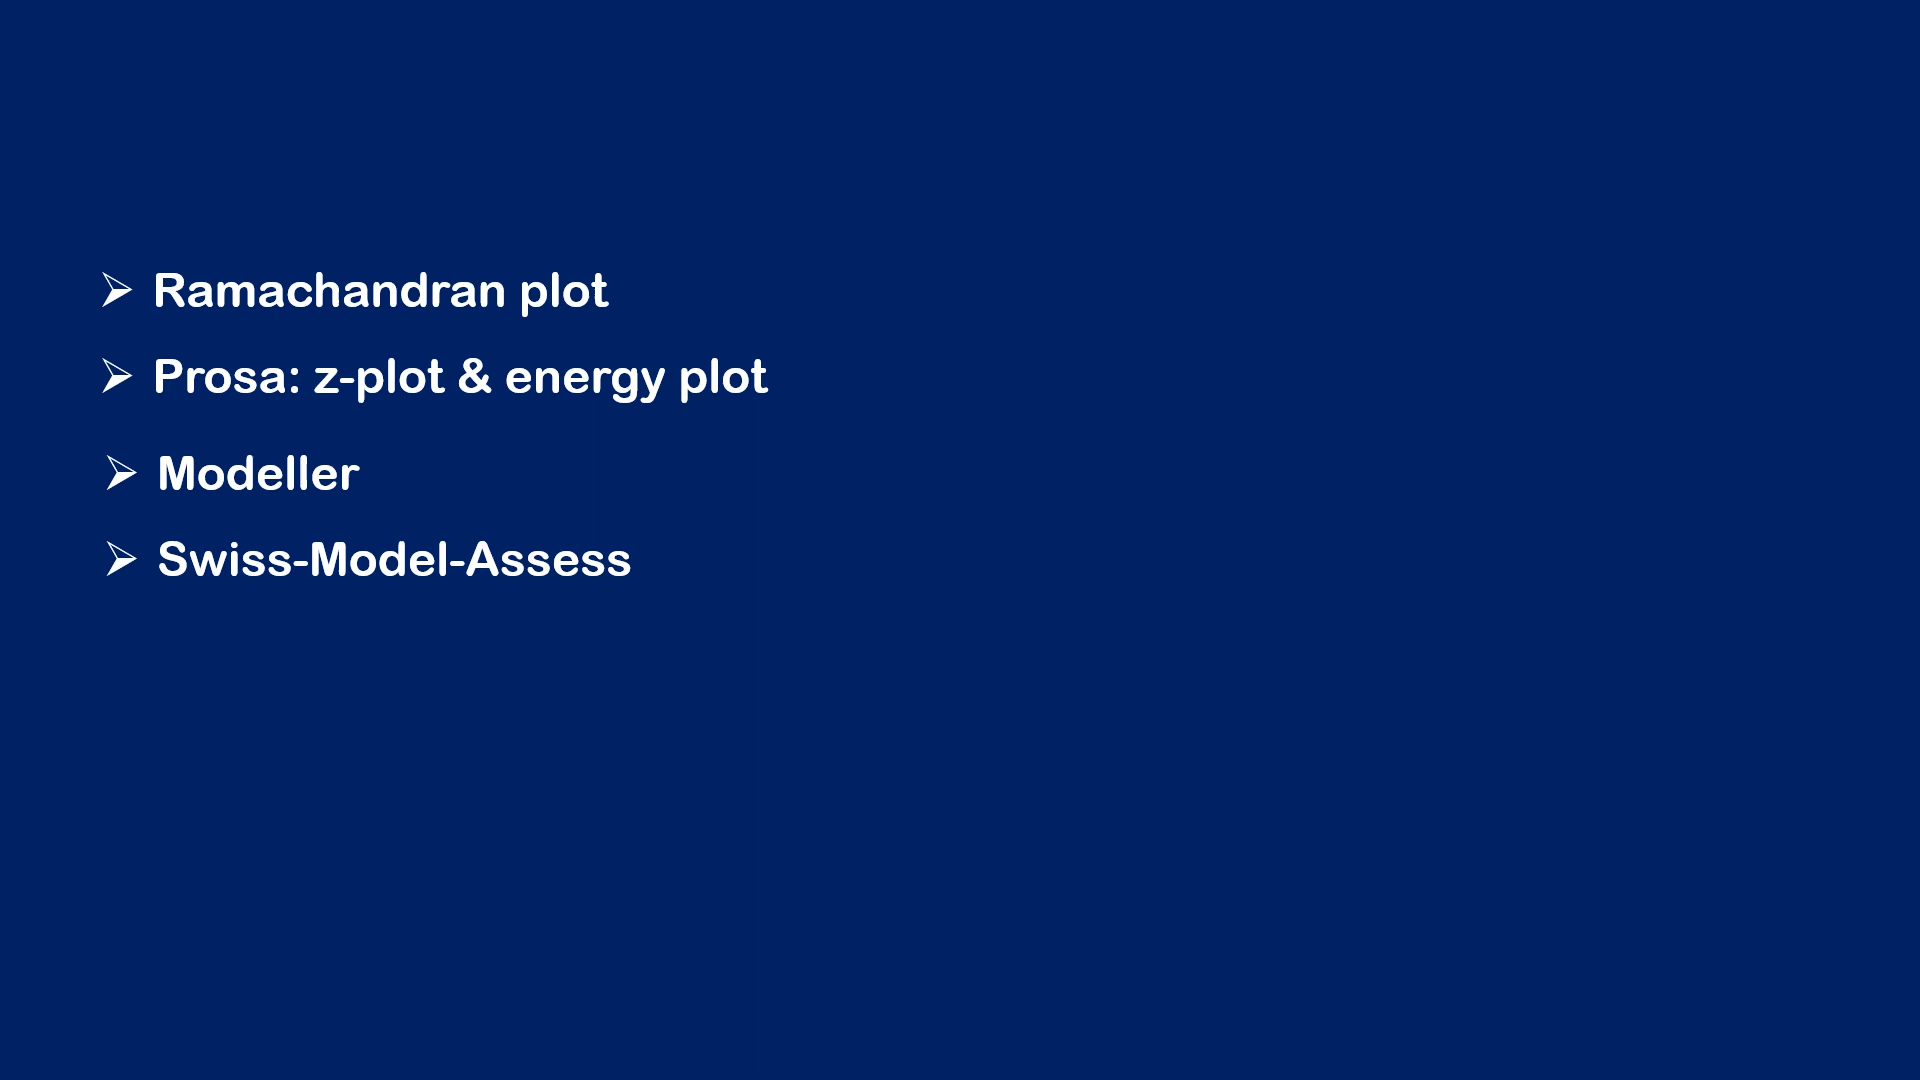 ➢ Ramachandran plot
➢ Prosa: z-plot & energy plot
➢ Modeller
➢ Swiss-Model-Assess